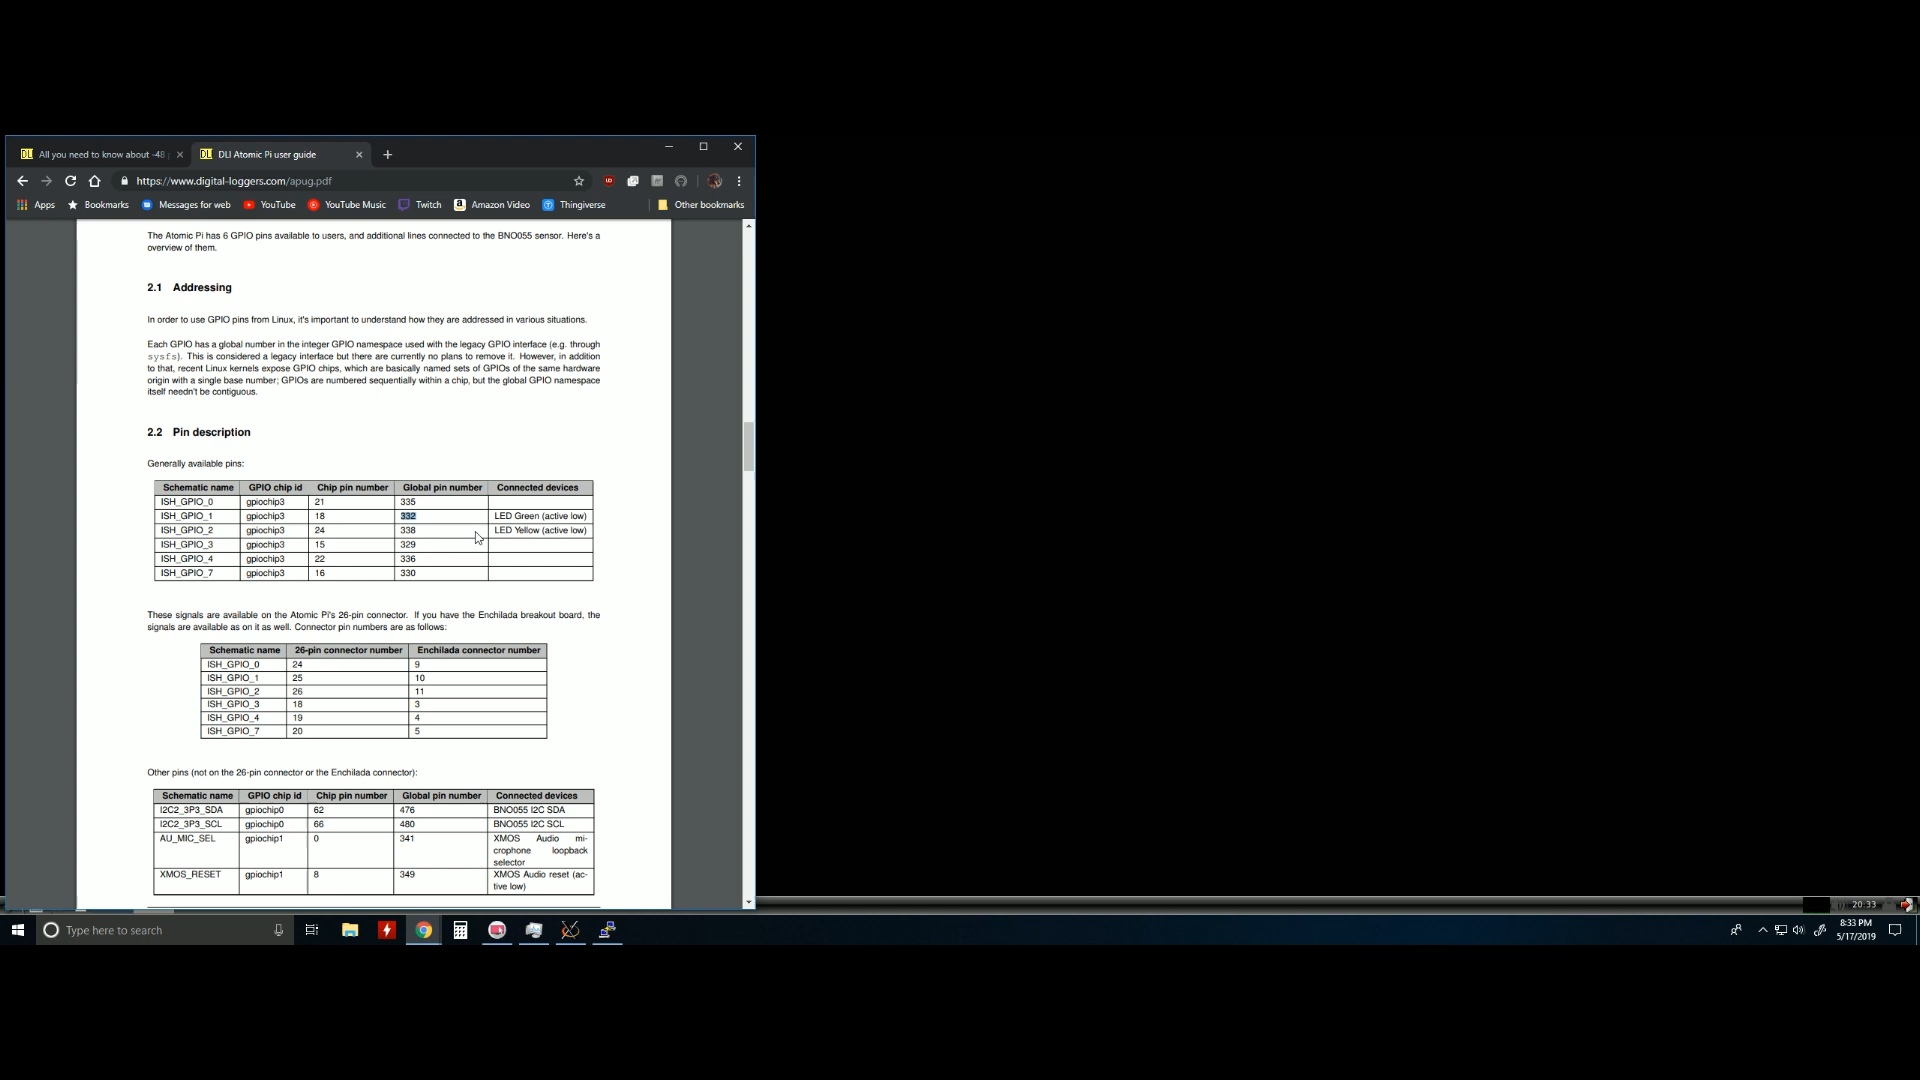 All you need to know about -48
DLI Atomic Pi user guide
https://www.digital-loggers.com/apug.pdf
Apps Bookmarks Messages for web YouTube YouTube Music Twitch Amazon Video Thingiverse Other bookmarks
The Atomic Pi has 6 GPIO pins available to users, and additional lines connected to the BNO055 sensor. Here's a
overview of them.
2.1 Addressing
In order to use GPIO pins from Linux, it's important to understand how they are addressed in various situations.
Each GPIO has a global number in the integer GPIO namespace used with the legacy GPIO interface (e.g. through
sysfs). This is considered a legacy interface but there are currently no plans to remove it. However, in addition
to that, recent Linux kernels expose GPIO chips, which are basically named sets of GPIOs of the same hardware
origin with a single base number; GPIOs are numbered sequentially within a chip, but the global GPIO namespace
itself needn't be contiguous.
2.2 Pin description
Generally available pins:
Schematic name GPIO chip id Chip pin number Global pin number Connected devices
ISH_GPIO_0 gpiochip3 21 335
ISH_GPIO_1 gpiochip3 18 332 LED Green (active low)
ISH_GPIO_2 gpiochip3 24 338 LED Yellow (active low)
ISH_GPIO_3 gpiochip3 15 329
ISH_GPIO_4 gpiochip3 22 336
ISH_GPIO_7 gpiochip3 16 330
These signals are available on the Atomic Pi's 26-pin connector. If you have the Enchilada breakout board, the
signals are available as on it as well. Connector pin numbers are as follows:
Schematic name 26-pin connector number Enchilada connector number
ISH_GPIO_0 24 9
ISH_GPIO_1 25 10
ISH_GPIO_2 26 11
ISH_GPIO_3 18 3
ISH_GPIO_4 19 4
ISH_GPIO_7 20 5
Other pins (not on the 26-pin connector or the Enchilada connector):
Schematic name GPIO chip id Chip pin number Global pin number Connected devices
I2C2_3P3_SDA gpiochip0 62 476 BNO055 I2C SDA
I2C2_3P3_SCL gpiochip0 66 480 BNO055 I2C SCL
AU_MIC_SEL gpiochip1 0 341 XMOS Audio mi-
crophone loopback
selector
XMOS_RESET gpiochip1 8 349 XMOS Audio reset (ac-
tive low)
20:33
Type here to search
8:33 PM
5/17/2019